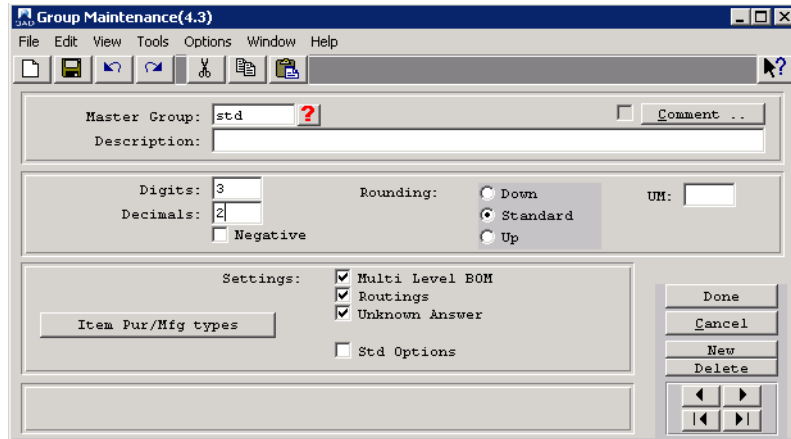 Group Maintenance(4.3)
File Edit View Tools Options Window Help
Master Group: std ? Comment ..
Description:
Digits: 3 Rounding: Down UM:
Decimals: 2 Standard
Negative Up
Settings: Multi Level BOM
Routings
Unknown Answer
Item Pur/Mfg types
Std Options
Done
Cancel
New
Delete